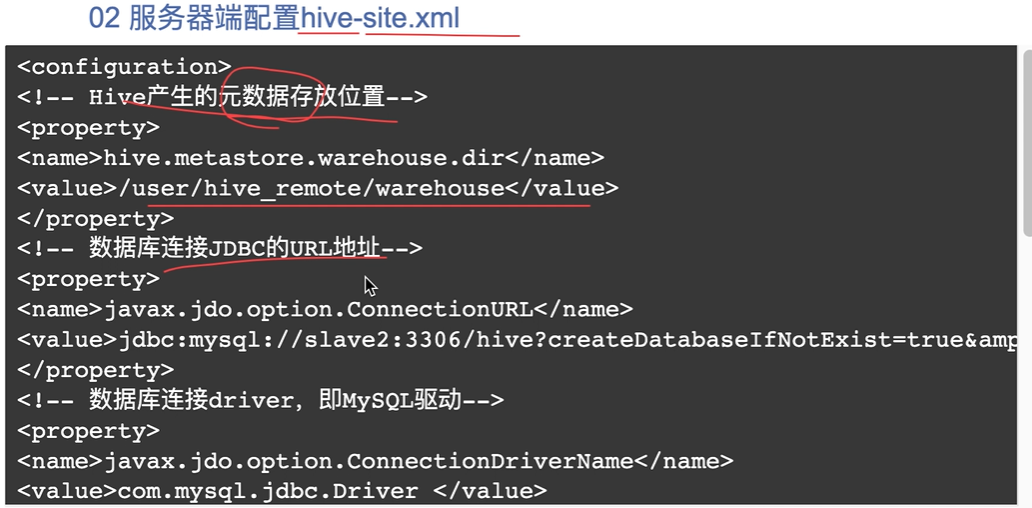 02 服务器端配置hive-site.xml
<configuration>
<!-- Hive产生的元数据存放位置-->
<property>
<name>hive.metastore.warehouse.dir</name>
<value>/user/hive_remote/warehouse</value>
</property>
<!-- 数据库连接JDBC的URL地址-->
<property>
<name>javax.jdo.option.ConnectionURL</name>
<value>jdbc:mysql://slave2:3306/hive?createDatabaseIfNotExist=true&amp
</property>
<!-- 数据库连接driver，即MySQL驱动-->
<property>
<name>javax.jdo.option.ConnectionDriverName</name>
<value>com.mysql.jdbc.Driver </value>